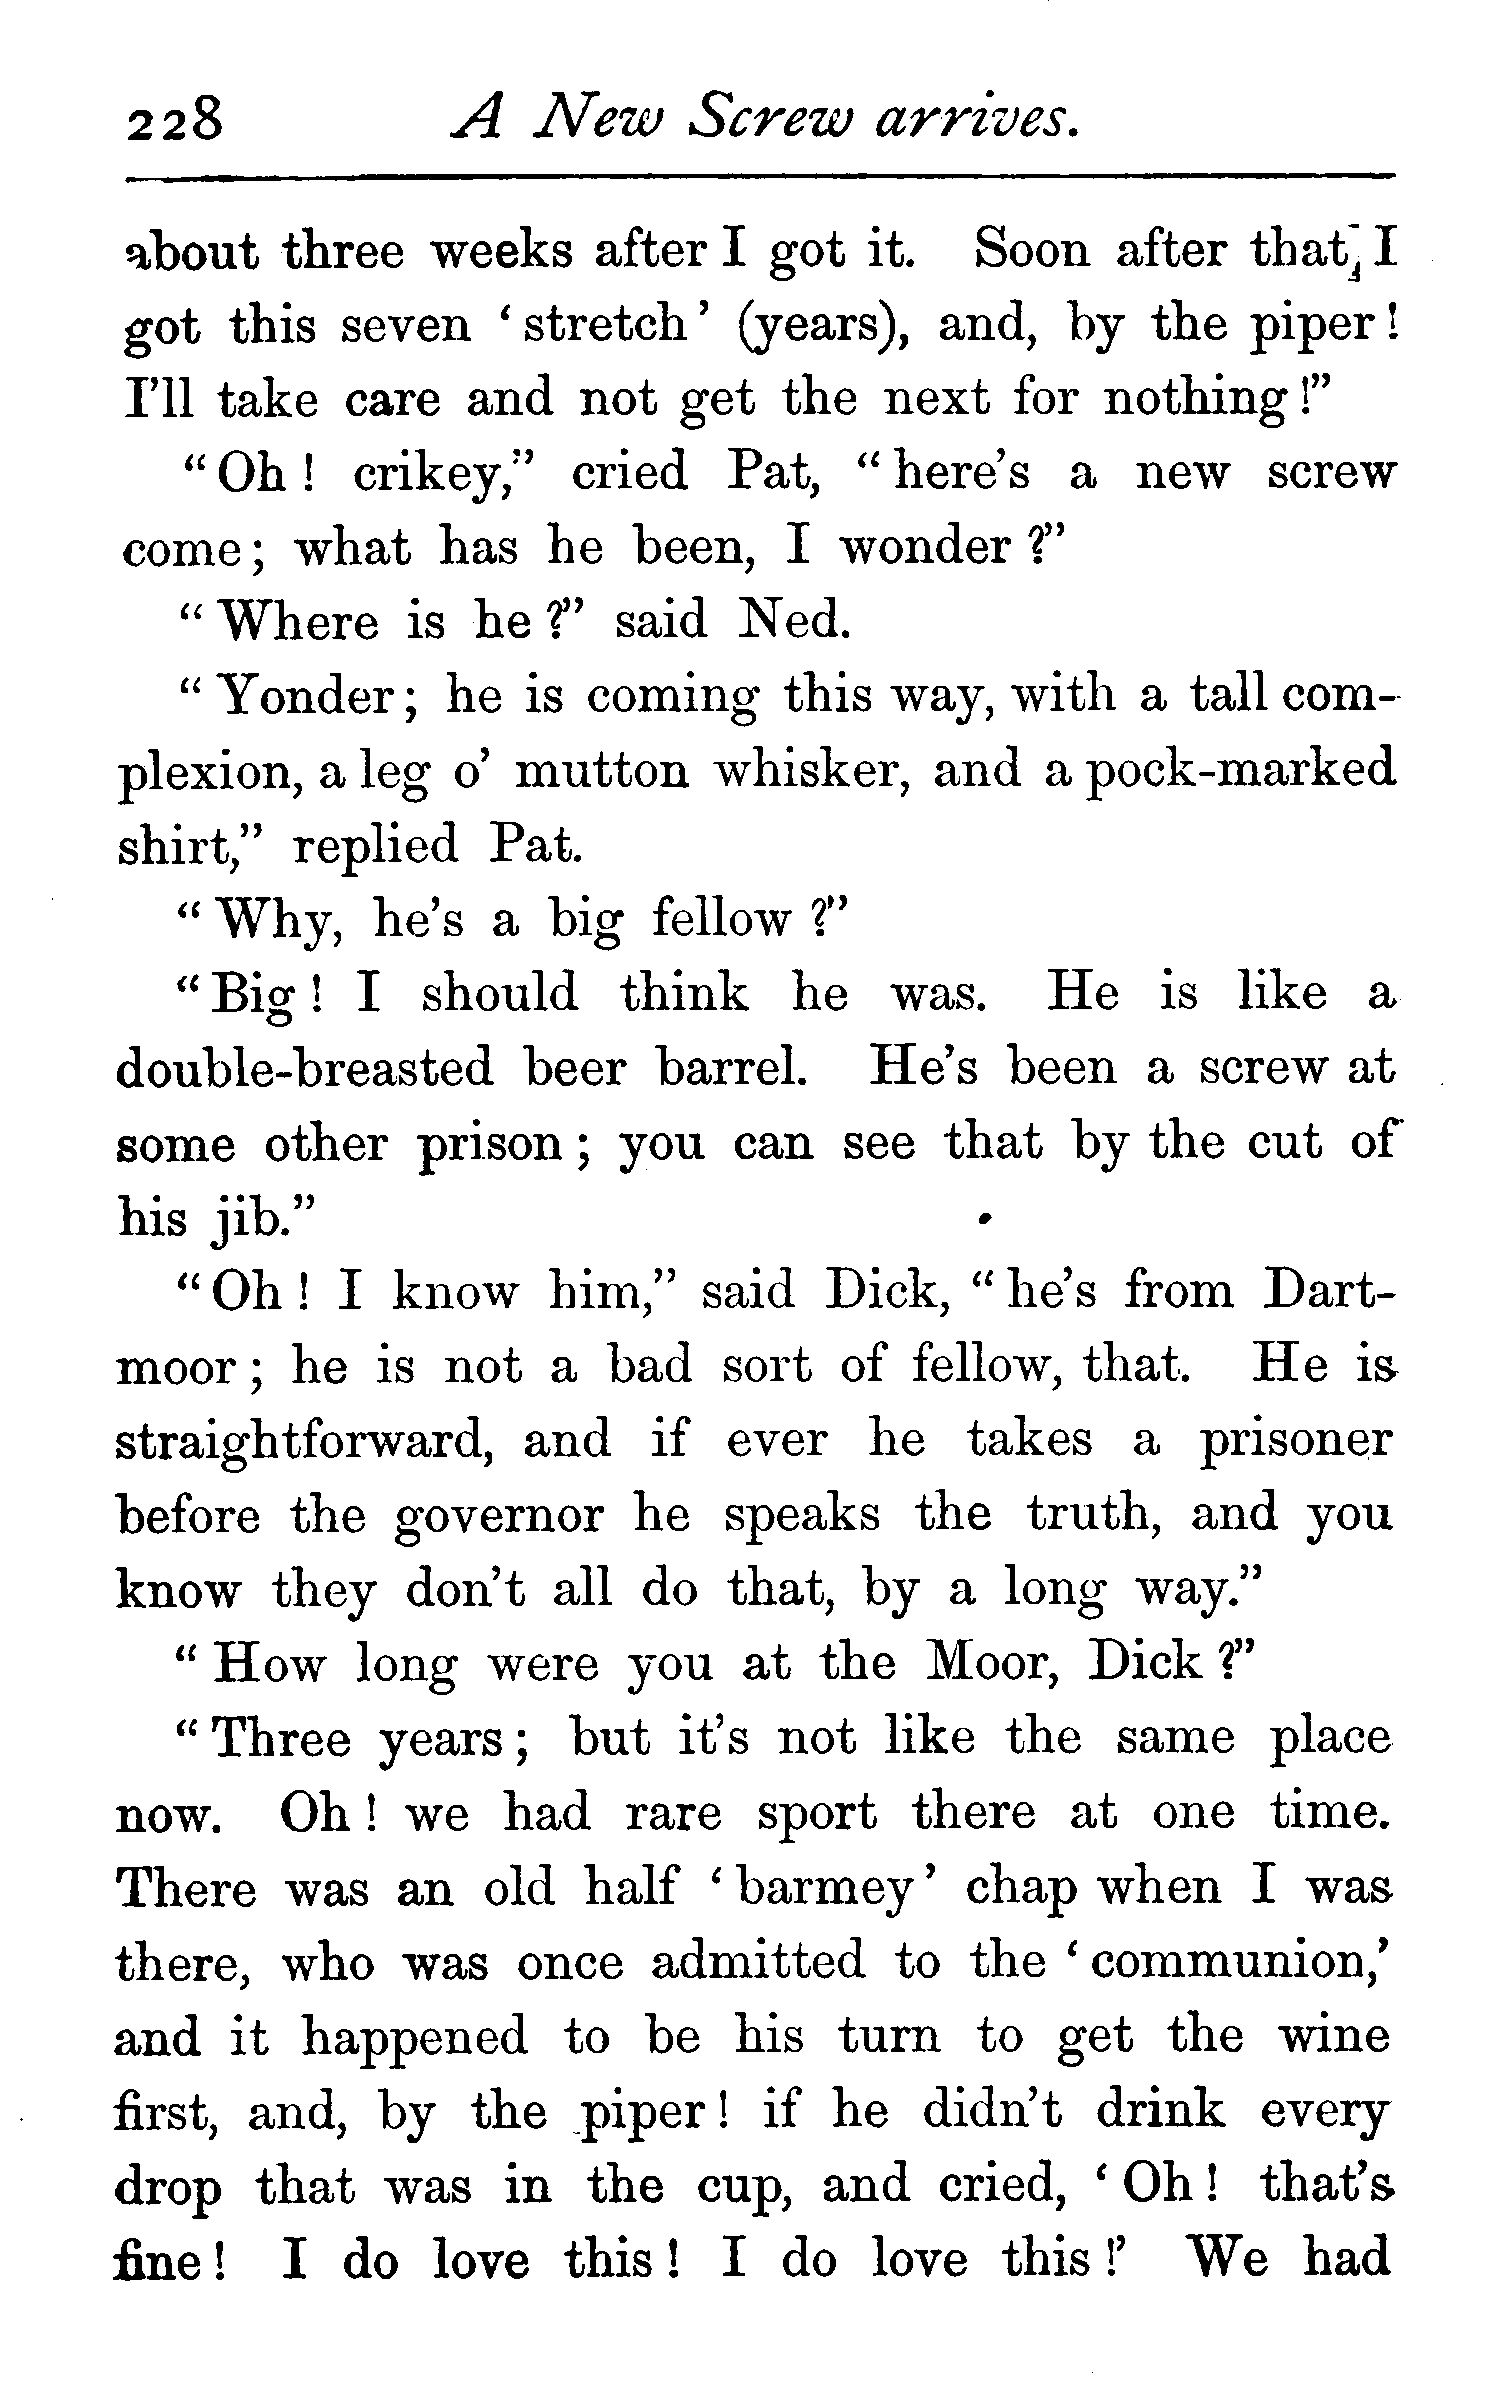 228 A New Screw arrives.
about three weeks after I got it. Soon after that I
got this seven ‘stretch’ (years), and, by the piper!
I’ll take care and not get the next for nothing!”
“Oh! crikey,” cried Pat, “here’s a new screw
come; what has he been, I wonder?”
“Where is he?” said Ned.
“Yonder; he is coming this way, with a tall com-
plexion, a leg o’ mutton whisker, and a pock-marked
shirt,” replied Pat.
“Why, he’s a big fellow?”
“Big! I should think he was. He is like a
double-breasted beer barrel. He’s been a screw at
some other prison; you can see that by the cut of
his jib.”
“Oh! I know him,” said Dick, “he’s from Dart-
moor; he is not a bad sort of fellow, that. He is
straightforward, and if ever he takes a prisoner
before the governor he speaks the truth, and you
know they don’t all do that, by a long way.”
“How long were you at the Moor, Dick?”
“Three years; but it’s not like the same place
now. Oh! we had rare sport there at one time.
There was an old half ‘barmey’ chap when I was
there, who was once admitted to the ‘communion,’
and it happened to be his turn to get the wine
first, and, by the piper! if he didn’t drink every
drop that was in the cup, and cried, ‘Oh! that’s
fine! I do love this! I do love this!’ We had